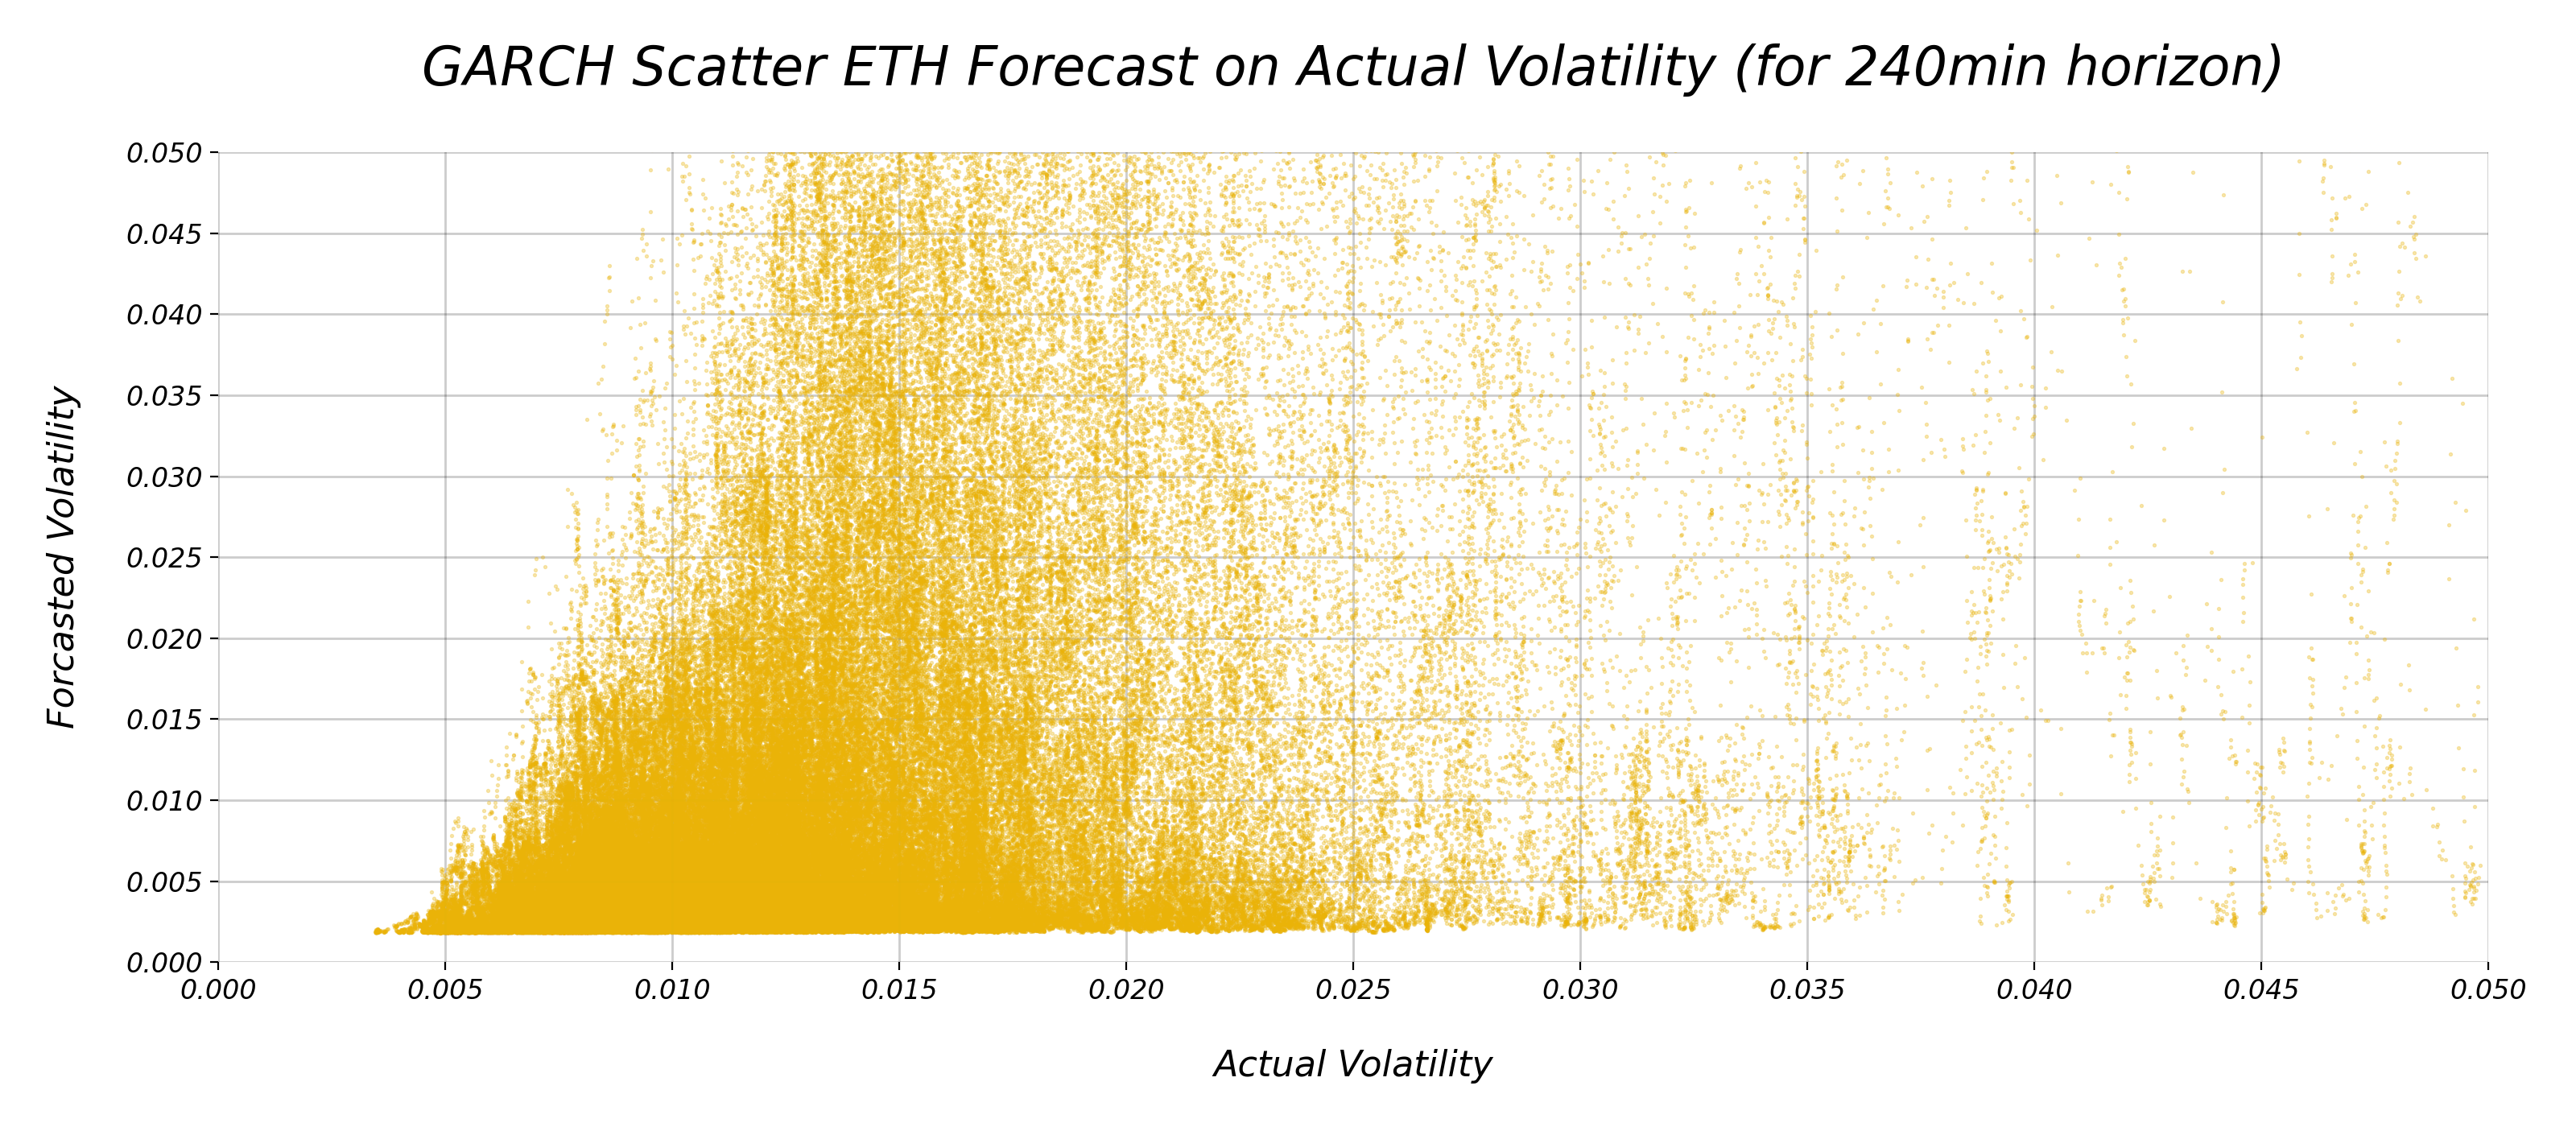 GARCH Scatter ETH Forecast on Actual Volatility (for 240min horizon)
0.050
0.045
0.040
0.035
0.030
0.025
0.020
0.015
0.010
0.005
0.000
Forcasted Volatility
0.000 0.005 0.010 0.015 0.020 0.025 0.030 0.035 0.040 0.045 0.050
Actual Volatility